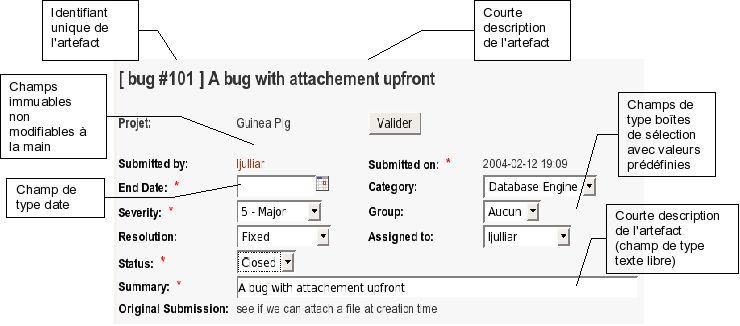 Identifiant
unique de
l'artefact
Courte
description
de l'artefact
[ bug #101 ] A bug with attachement upfront
Champs
immuables
non
modifiables à
la main
Projet: Guinea Pig Valider
Champs de
type boîtes
de sélection
avec valeurs
prédéfinies
Submitted by: ljulliar Submitted on: * 2004-02-12 19:09
Champ de
type date
End Date: * Category: Database Engine
Severity: * 5 - Major Group: Aucun
Resolution: Fixed Assigned to: ljulliar
Courte description
de l'artefact
(champ de type
texte libre)
Status: * Closed
Summary: * A bug with attachement upfront
Original Submission: see if we can attach a file at creation time